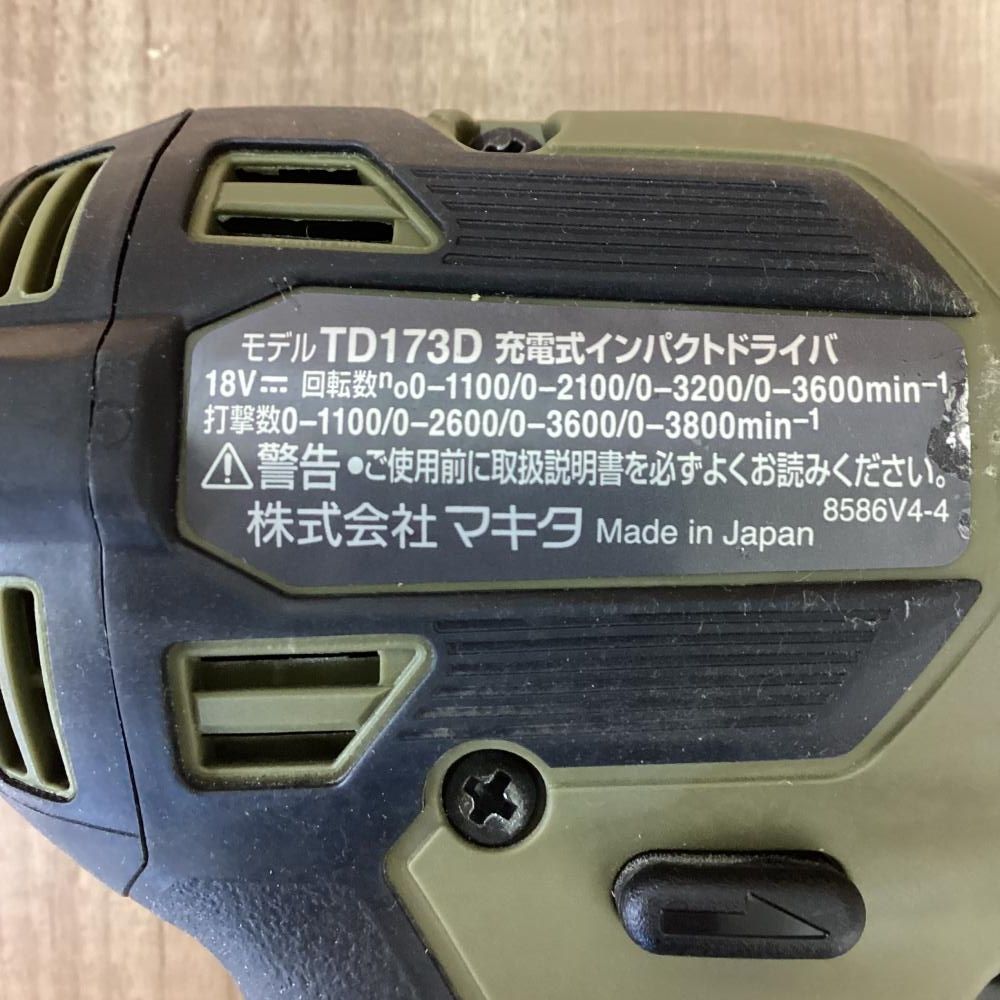 モデル TD173D 充電式インパクトドライバ
18V⎓ 回転数n₀0-1100/0-2100/0-3200/0-3600min⁻¹
打撃数0-1100/0-2600/0-3600/0-3800min⁻¹
⚠警告 ●ご使用前に取扱説明書を必ずよくお読みください。
8586V4-4
株式会社 マキタ Made in Japan